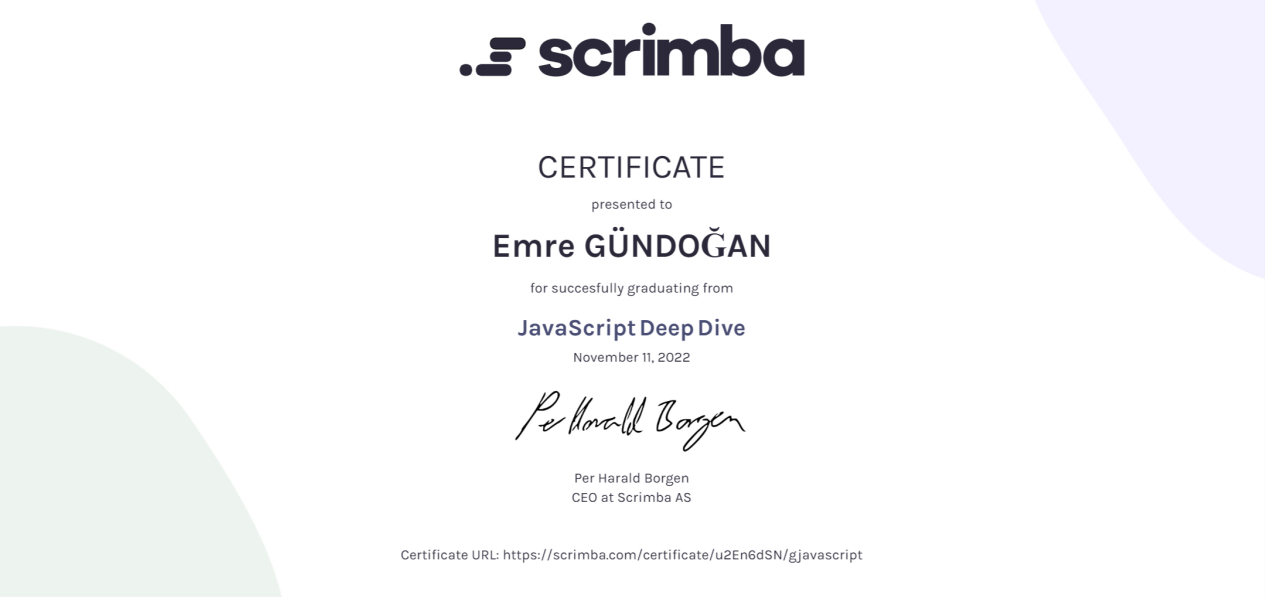 scrimba
CERTIFICATE
presented to
Emre GÜNDOĞAN
for succesfully graduating from
JavaScript Deep Dive
November 11, 2022
Per Harald Borgen
Per Harald Borgen
CEO at Scrimba AS
Certificate URL: https://scrimba.com/certificate/u2En6dSN/gjavascript